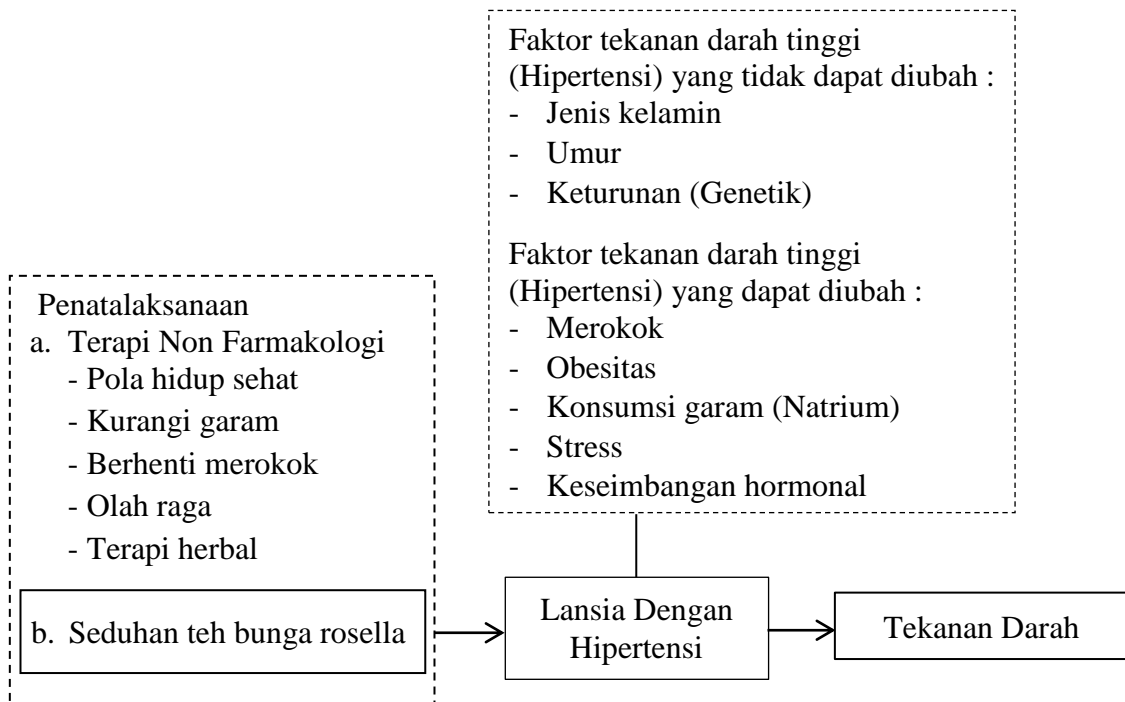 Faktor tekanan darah tinggi
(Hipertensi) yang tidak dapat diubah :
- Jenis kelamin
- Umur
- Keturunan (Genetik)
Faktor tekanan darah tinggi
(Hipertensi) yang dapat diubah :
- Merokok
- Obesitas
- Konsumsi garam (Natrium)
- Stress
- Keseimbangan hormonal
Penatalaksanaan
a. Terapi Non Farmakologi
- Pola hidup sehat
- Kurangi garam
- Berhenti merokok
- Olah raga
- Terapi herbal
b. Seduhan teh bunga rosella
Lansia Dengan
Hipertensi
Tekanan Darah